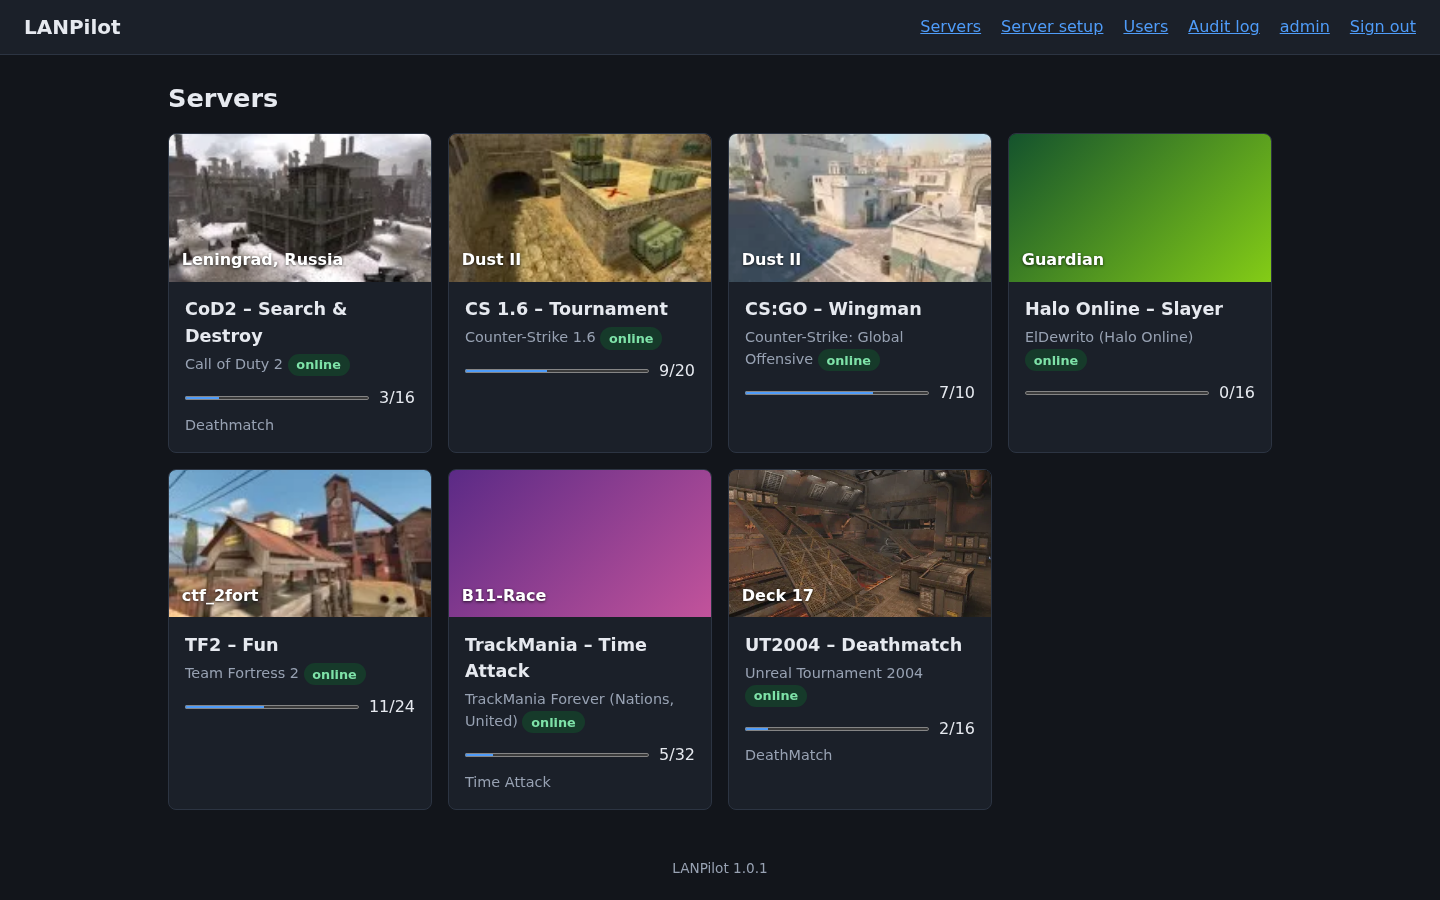 LANPilot
Servers Server setup Users Audit log admin Sign out
Servers
Leningrad, Russia
CoD2 – Search &
Destroy
Call of Duty 2 online
3/16
Deathmatch
Dust II
CS 1.6 – Tournament
Counter-Strike 1.6 online
9/20
Dust II
CS:GO – Wingman
Counter-Strike: Global
Offensive online
7/10
Guardian
Halo Online – Slayer
ElDewrito (Halo Online)
online
0/16
ctf_2fort
TF2 – Fun
Team Fortress 2 online
11/24
B11-Race
TrackMania – Time
Attack
TrackMania Forever (Nations,
United) online
5/32
Time Attack
Deck 17
UT2004 – Deathmatch
Unreal Tournament 2004
online
2/16
DeathMatch
LANPilot 1.0.1